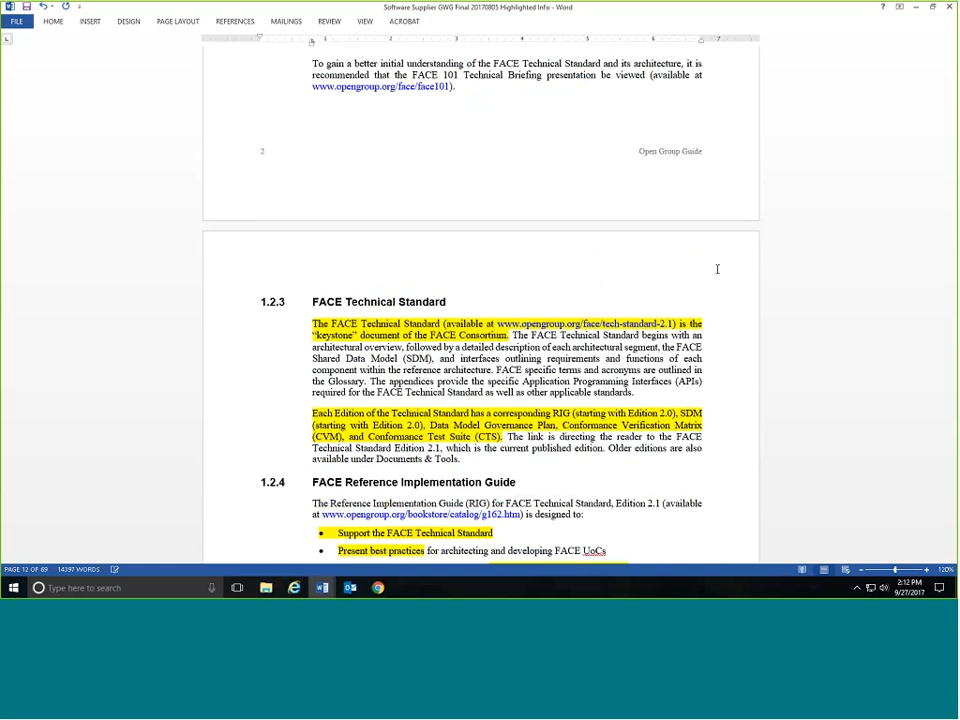 Software Supplier GWG Final 20170805 Highlighted Info - Word
FILE HOME INSERT DESIGN PAGE LAYOUT REFERENCES MAILINGS REVIEW VIEW ACROBAT
1 2 3 4 5 6 7
To gain a better initial understanding of the FACE Technical Standard and its architecture, it is
recommended that the FACE 101 Technical Briefing presentation be viewed (available at
www.opengroup.org/face/face101).
2 Open Group Guide
1.2.3 FACE Technical Standard
The FACE Technical Standard (available at www.opengroup.org/face/tech-standard-2.1) is the
“keystone” document of the FACE Consortium. The FACE Technical Standard begins with an
architectural overview, followed by a detailed description of each architectural segment, the FACE
Shared Data Model (SDM), and interfaces outlining requirements and functions of each
component within the reference architecture. FACE specific terms and acronyms are outlined in
the Glossary. The appendices provide the specific Application Programming Interfaces (APIs)
required for the FACE Technical Standard as well as other applicable standards.
Each Edition of the Technical Standard has a corresponding RIG (starting with Edition 2.0), SDM
(starting with Edition 2.0), Data Model Governance Plan, Conformance Verification Matrix
(CVM), and Conformance Test Suite (CTS). The link is directing the reader to the FACE
Technical Standard Edition 2.1, which is the current published edition. Older editions are also
available under Documents & Tools.
1.2.4 FACE Reference Implementation Guide
The Reference Implementation Guide (RIG) for FACE Technical Standard, Edition 2.1 (available
at www.opengroup.org/bookstore/catalog/g162.htm) is designed to:
• Support the FACE Technical Standard
• Present best practices for architecting and developing FACE UoCs
PAGE 12 OF 69 14397 WORDS 120%
Type here to search
2:12 PM
9/27/2017